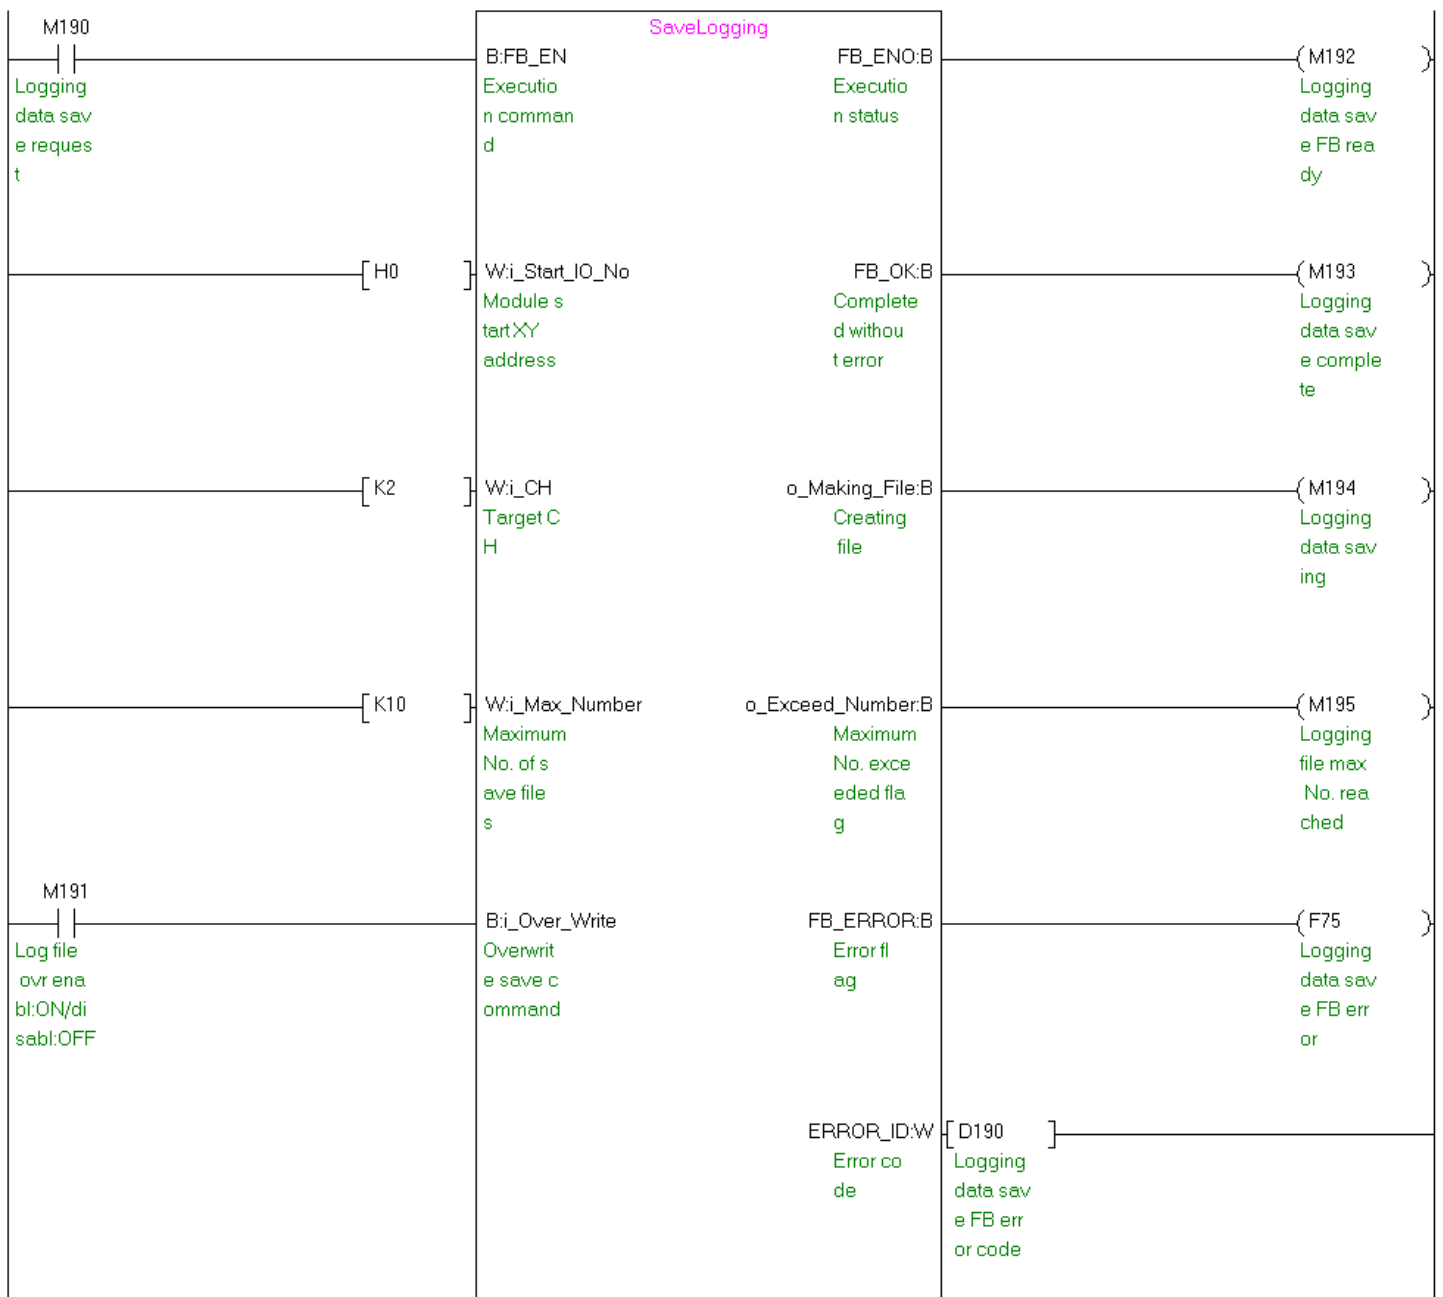 M190
SaveLogging
B:FB_EN
FB_ENO:B
M192
Logging
data sav
e reques
t
Executio
n comman
d
Executio
n status
Logging
data sav
e FB rea
dy
H0
W:i_Start_IO_No
FB_OK:B
M193
Module s
tart XY
address
Complete
d withou
t error
Logging
data sav
e comple
te
K2
W:i_CH
o_Making_File:B
M194
Target C
H
Creating
file
Logging
data sav
ing
K10
W:i_Max_Number
o_Exceed_Number:B
M195
Maximum
No. of s
ave file
s
Maximum
No. exce
eded fla
g
Logging
file max
No. rea
ched
M191
B:i_Over_Write
FB_ERROR:B
F75
Log file
ovr ena
bl:ON/di
sabl:OFF
Overwrit
e save c
ommand
Error fl
ag
Logging
data sav
e FB err
or
ERROR_ID:W
D190
Error co
de
Logging
data sav
e FB err
or code